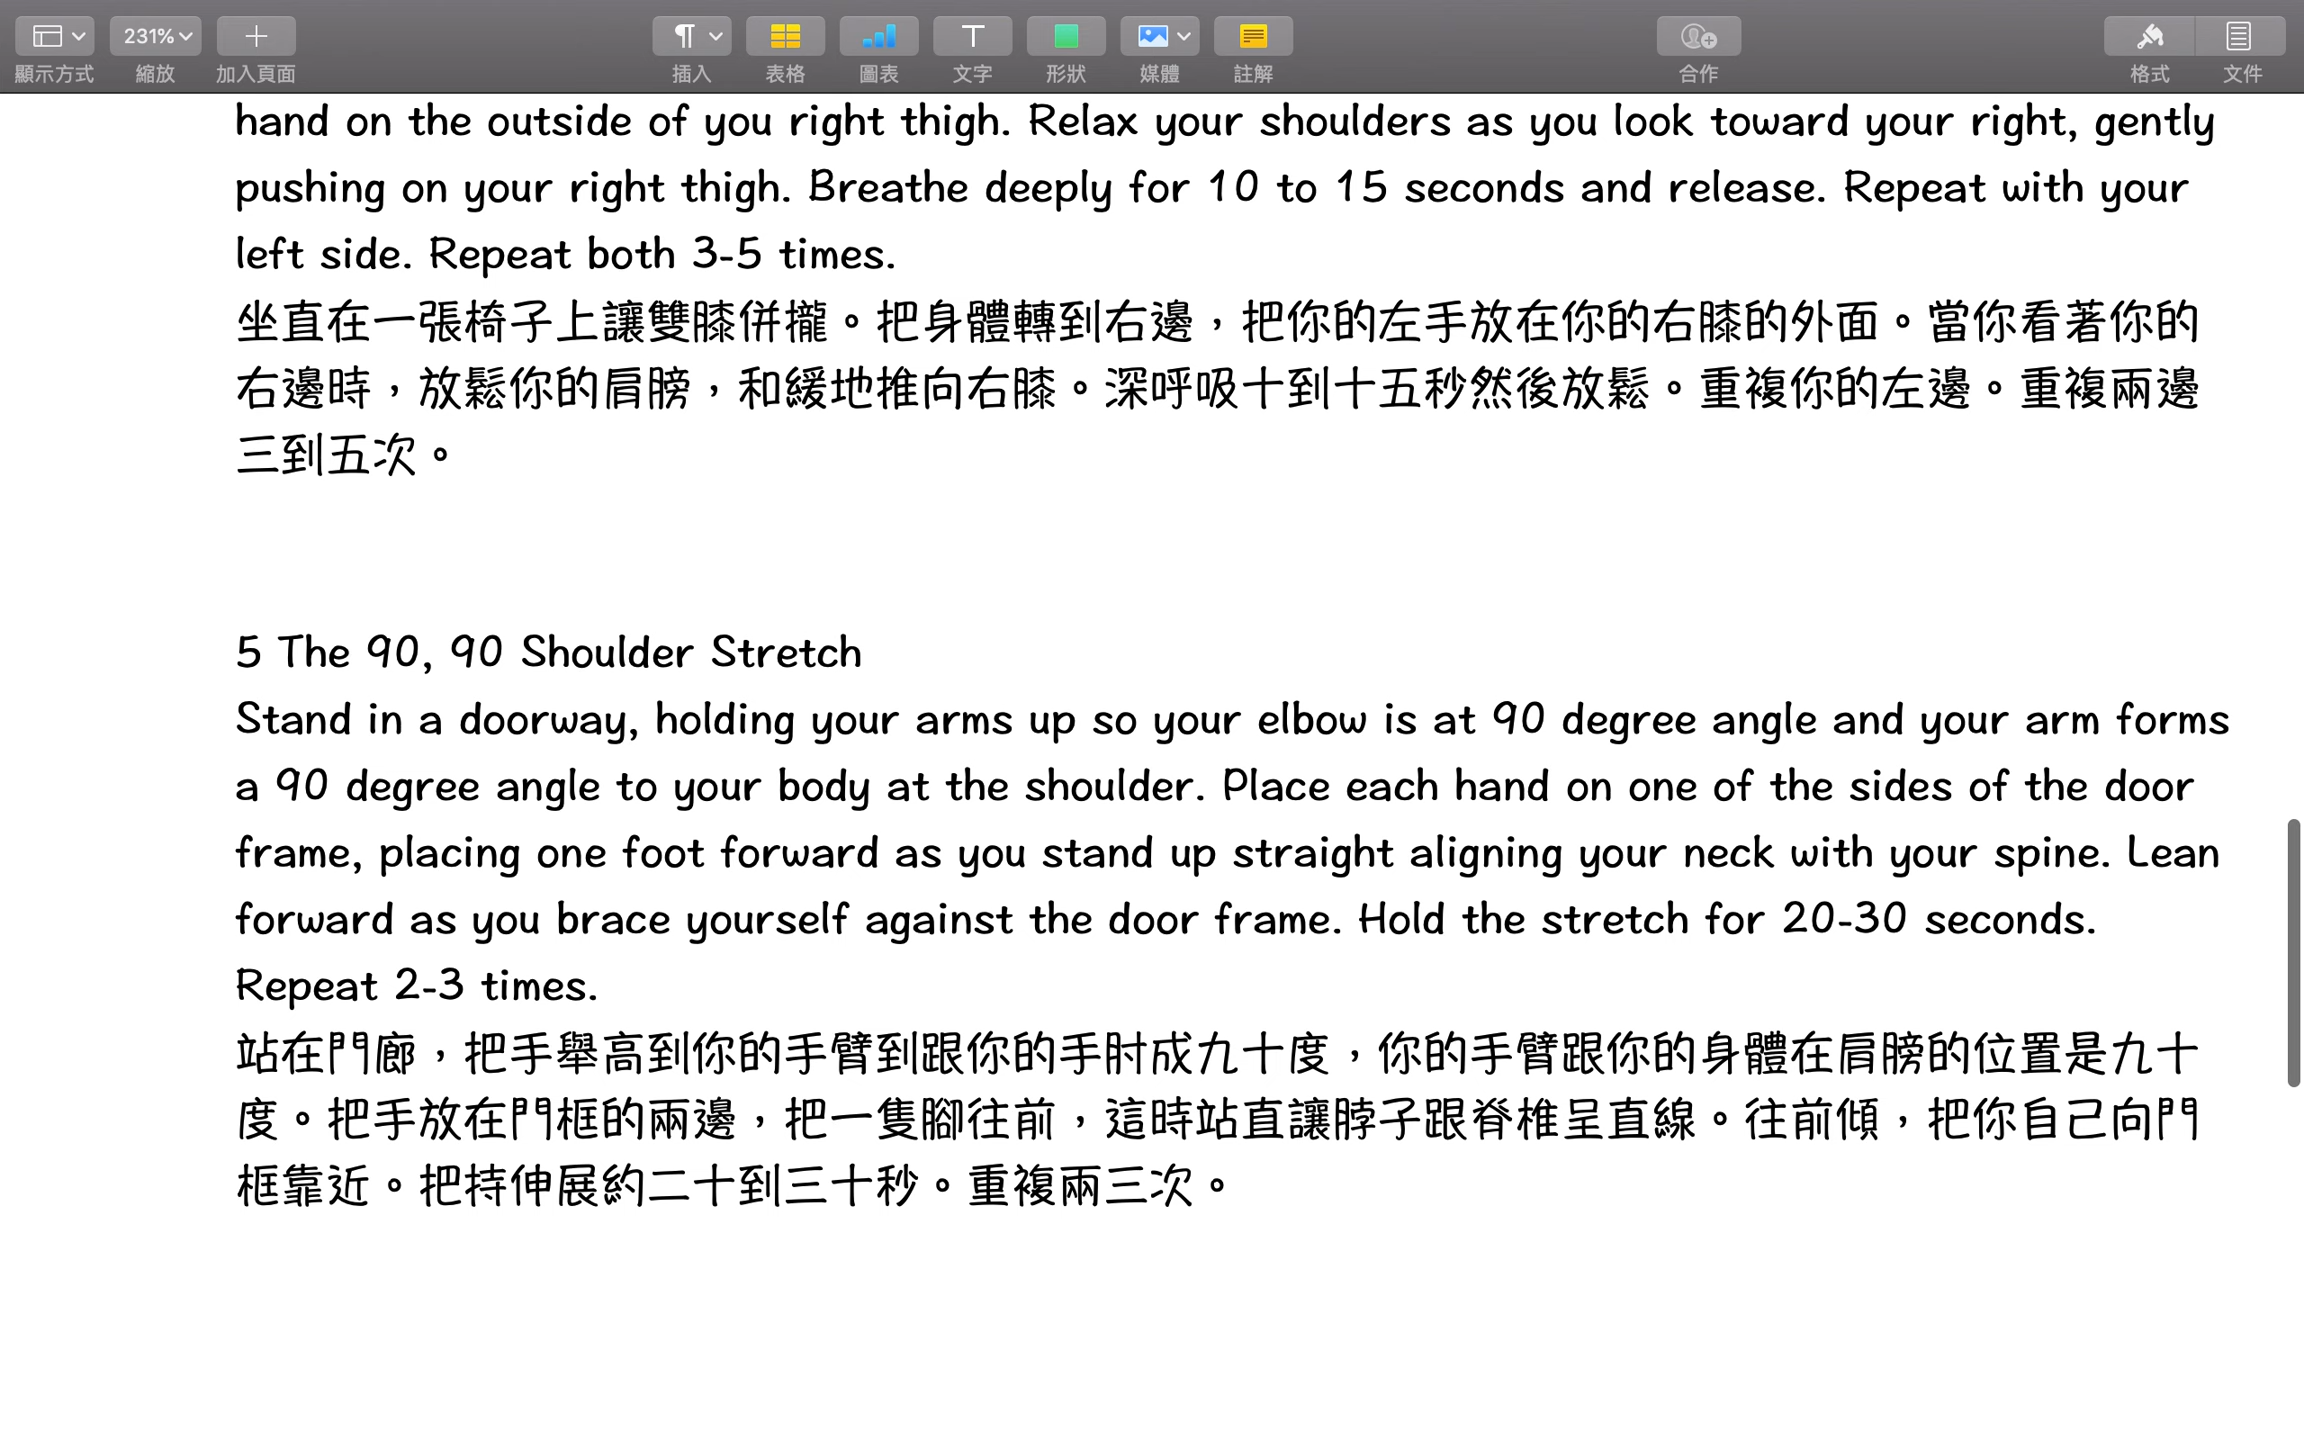 231%
顯示方式
縮放
加入頁面
插入
表格
圖表
文字
形狀
媒體
註解
合作
格式
文件
hand on the outside of you right thigh. Relax your shoulders as you look toward your right, gently
pushing on your right thigh. Breathe deeply for 10 to 15 seconds and release. Repeat with your
left side. Repeat both 3-5 times.
坐直在一張椅子上讓雙膝併攏。把身體轉到右邊，把你的左手放在你的右膝的外面。當你看著你的
右邊時，放鬆你的肩膀，和緩地推向右膝。深呼吸十到十五秒然後放鬆。重複你的左邊。重複兩邊
三到五次。
5 The 90, 90 Shoulder Stretch
Stand in a doorway, holding your arms up so your elbow is at 90 degree angle and your arm forms
a 90 degree angle to your body at the shoulder. Place each hand on one of the sides of the door
frame, placing one foot forward as you stand up straight aligning your neck with your spine. Lean
forward as you brace yourself against the door frame. Hold the stretch for 20-30 seconds.
Repeat 2-3 times.
站在門廊，把手舉高到你的手臂到跟你的手肘成九十度，你的手臂跟你的身體在肩膀的位置是九十
度。把手放在門框的兩邊，把一隻腳往前，這時站直讓脖子跟脊椎呈直線。往前傾，把你自己向門
框靠近。把持伸展約二十到三十秒。重複兩三次。